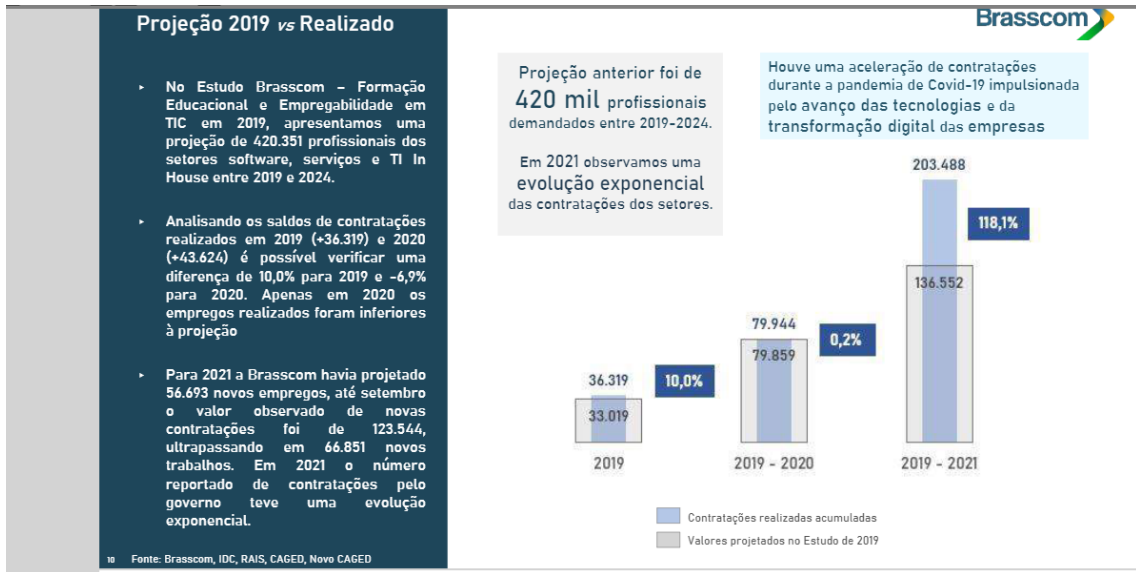 Projeção 2019 vs Realizado
▸ No Estudo Brasscom – Formação
Educacional e Empregabilidade em
TIC em 2019, apresentamos uma
projeção de 420.351 profissionais dos
setores software, serviços e TI In
House entre 2019 e 2024.
▸ Analisando os saldos de contratações
realizados em 2019 (+36.319) e 2020
(+43.624) é possível verificar uma
diferença de 10,0% para 2019 e -6,9%
para 2020. Apenas em 2020 os
empregos realizados foram inferiores
à projeção
▸ Para 2021 a Brasscom havia projetado
56.693 novos empregos, até setembro
o valor observado de novas
contratações foi de 123.544,
ultrapassando em 66.851 novos
trabalhos. Em 2021 o número
reportado de contratações pelo
governo teve uma evolução
exponencial.
10 Fonte: Brasscom, IDC, RAIS, CAGED, Novo CAGED
Brasscom
Projeção anterior foi de
420 mil profissionais
demandados entre 2019-2024.
Em 2021 observamos uma
evolução exponencial
das contratações dos setores.
Houve uma aceleração de contratações
durante a pandemia de Covid-19 impulsionada
pelo avanço das tecnologias e da
transformação digital das empresas
203.488
118,1%
136.552
79.944
0,2%
79.859
36.319
10,0%
33.019
2019
2019 - 2020
2019 - 2021
Contratações realizadas acumuladas
Valores projetados no Estudo de 2019